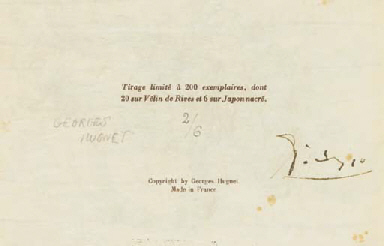 Tirage limité à 200 exemplaires, dont
20 sur Vélin de Rives et 6 sur Japon nacré.
GEORGES
HUGNET
2/
6
Picasso
Copyright by Georges Hugnet
Made in France